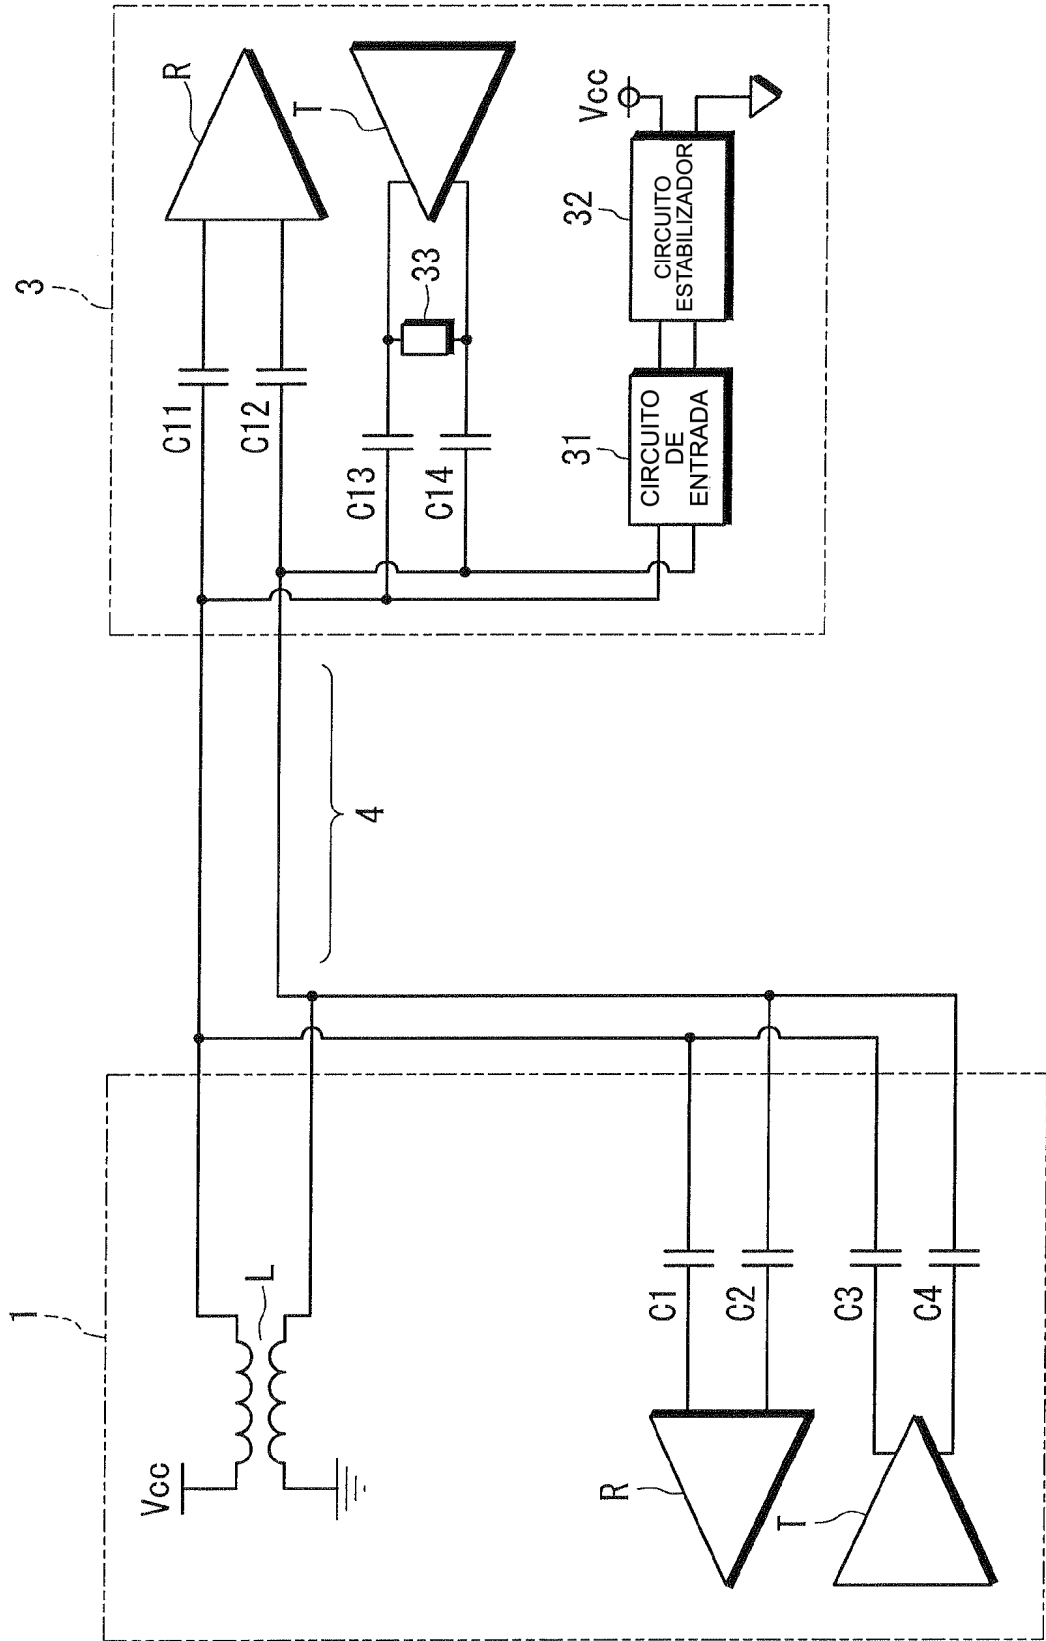 1
Vcc
L
R
C1
C2
T
C3
C4
4
3
C11
C12
R
C13
C14
T
33
31
CIRCUITO
DE
ENTRADA
32
CIRCUITO
ESTABILIZADOR
Vcc